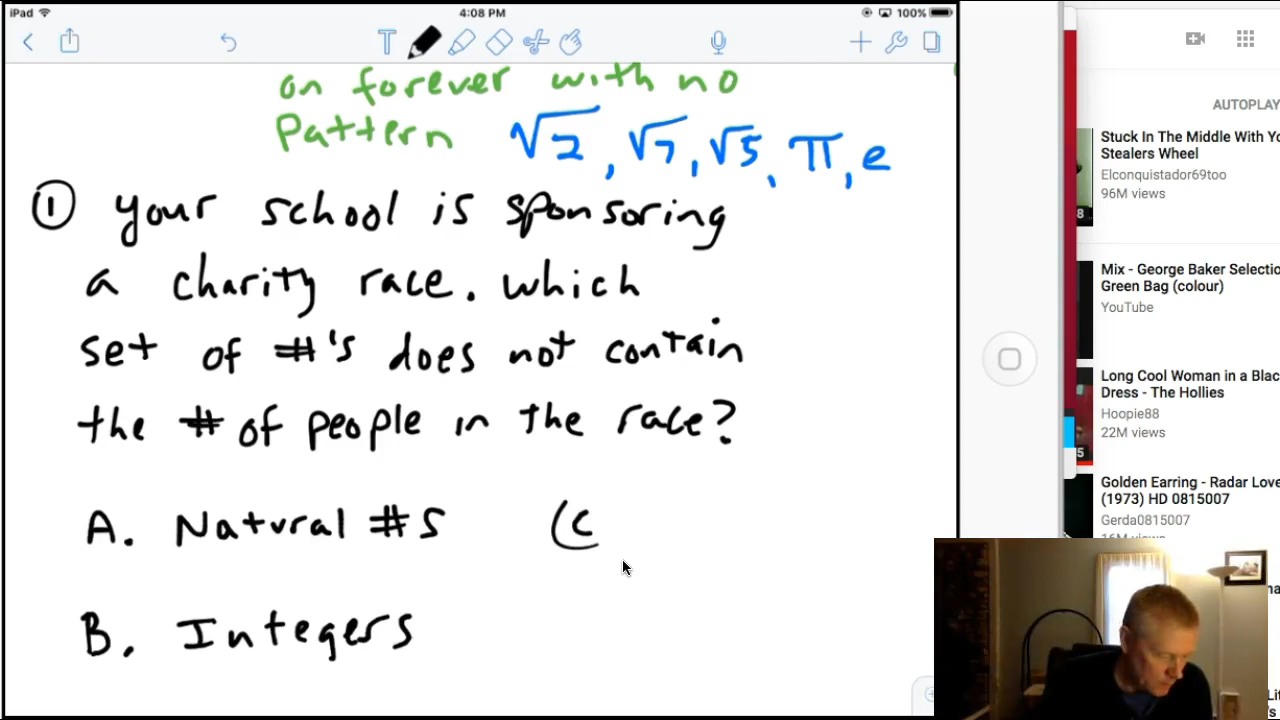 iPad
4:08 PM
100%
on forever with no
Pattern √2, √7, √5, π, e
① your school is sponsoring
a charity race. which
set of #'s does not contain
the # of people in the race?
A. Natural #s (C
B. Integers
AUTOPLAY
Stuck In The Middle With Yo
Stealers Wheel
Elconquistador69too
96M views
8
Mix - George Baker Selectio
Green Bag (colour)
YouTube
Long Cool Woman in a Blac
Dress - The Hollies
Hoopie88
22M views
5
Golden Earring - Radar Love
(1973) HD 0815007
Gerda0815007